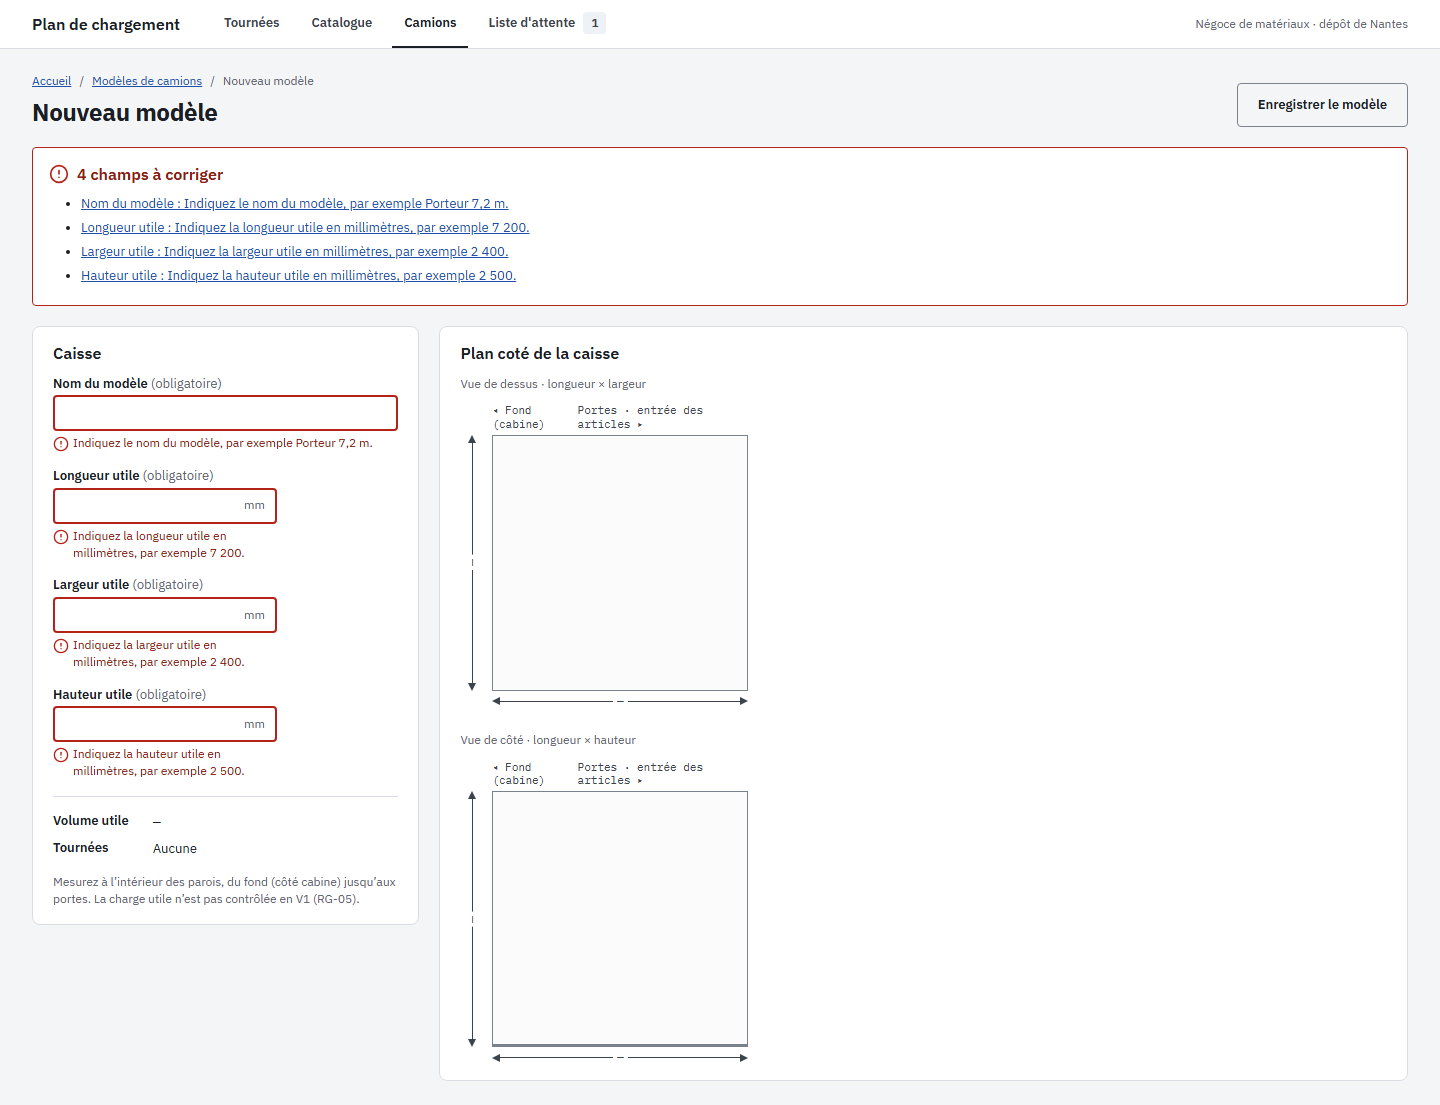 Plan de chargement
Tournées
Catalogue
Camions
Liste d'attente
1
Négoce de matériaux · dépôt de Nantes
Accueil / Modèles de camions / Nouveau modèle
Nouveau modèle
Enregistrer le modèle
4 champs à corriger
• Nom du modèle : Indiquez le nom du modèle, par exemple Porteur 7,2 m.
• Longueur utile : Indiquez la longueur utile en millimètres, par exemple 7 200.
• Largeur utile : Indiquez la largeur utile en millimètres, par exemple 2 400.
• Hauteur utile : Indiquez la hauteur utile en millimètres, par exemple 2 500.
Caisse
Nom du modèle (obligatoire)
Indiquez le nom du modèle, par exemple Porteur 7,2 m.
Longueur utile (obligatoire)
mm
Indiquez la longueur utile en
millimètres, par exemple 7 200.
Largeur utile (obligatoire)
mm
Indiquez la largeur utile en
millimètres, par exemple 2 400.
Hauteur utile (obligatoire)
mm
Indiquez la hauteur utile en
millimètres, par exemple 2 500.
Volume utile –
Tournées Aucune
Mesurez à l’intérieur des parois, du fond (côté cabine) jusqu’aux
portes. La charge utile n’est pas contrôlée en V1 (RG-05).
Plan coté de la caisse
Vue de dessus · longueur × largeur
◂ Fond
(cabine)
Portes · entrée des
articles ▸
–
–
Vue de côté · longueur × hauteur
◂ Fond
(cabine)
Portes · entrée des
articles ▸
–
–